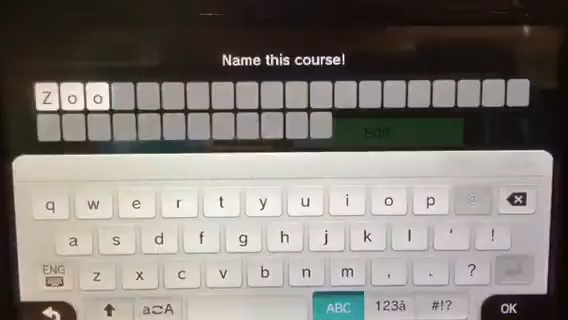 Name this course!
Zoo
Edit
q w e r t y u i o p
a s d f g h j k l ' !
ENG z x c v b n m , . ?
a⇄A ABC 123à #!? OK